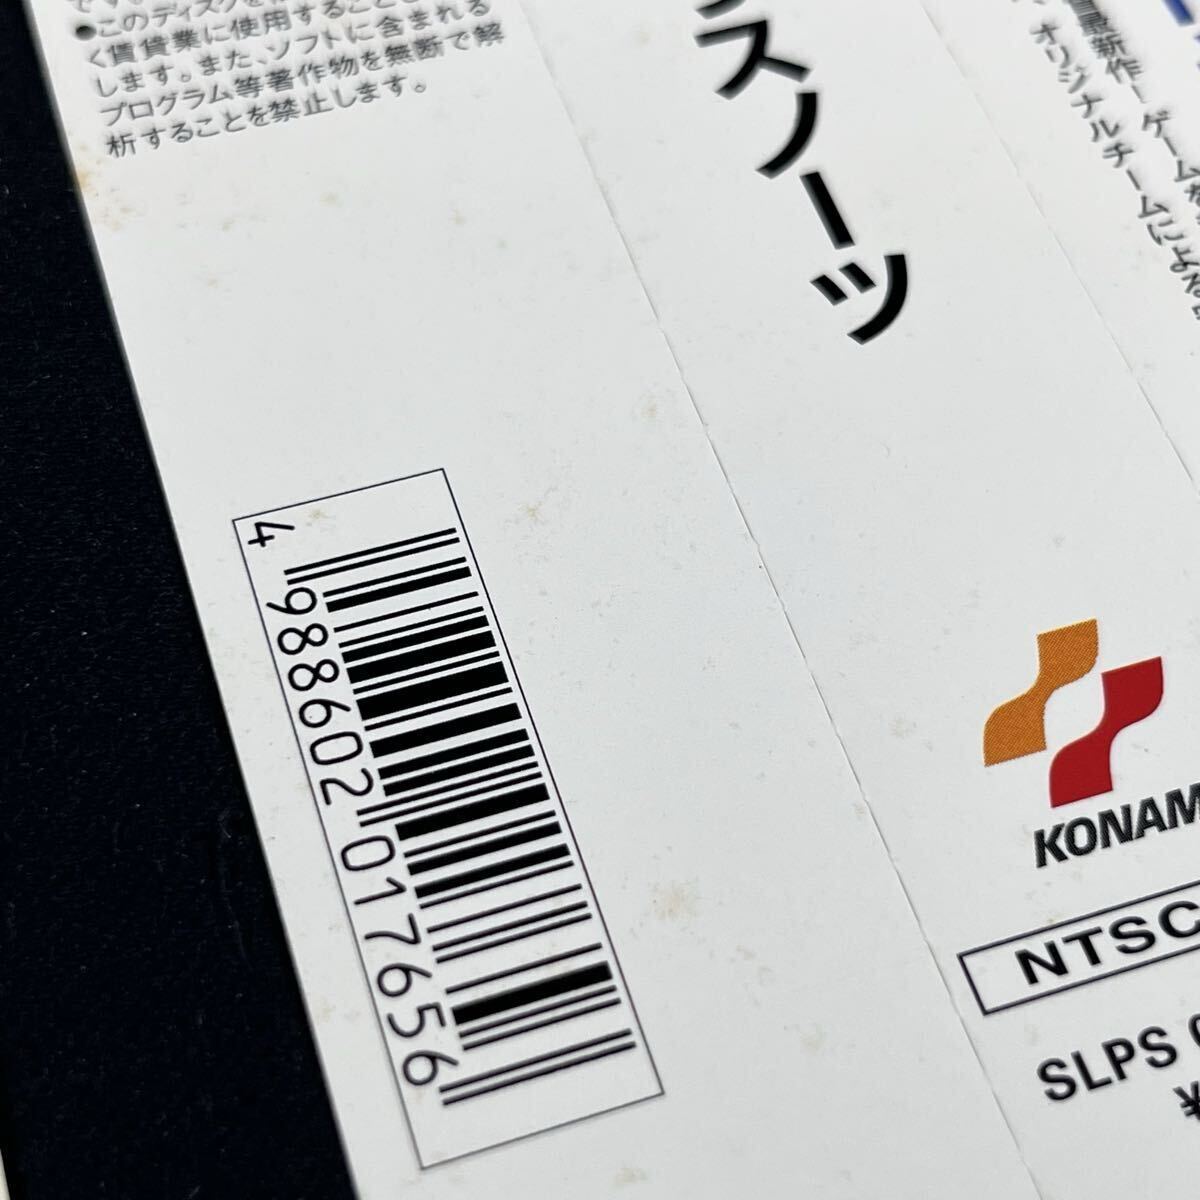 ●このディスクを
く賃貸業に使用すること
します。また、ソフトに含まれる
プログラム等著作物を無断で解
析することを禁止します。
スノーツ
最新作！ゲームを
オリジナルチームによる
4 988602 017656
KONAM
NTSC
SLPS
¥